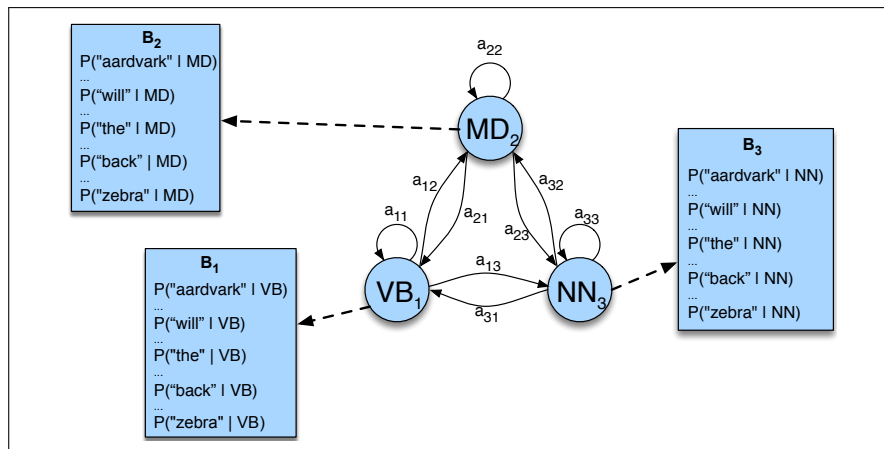 B2
P("aardvark" | MD)
...
P(“will” | MD)
...
P("the" | MD)
...
P(“back” | MD)
...
P("zebra" | MD)
a22
MD2
B3
P("aardvark" | NN)
...
P(“will” | NN)
...
P("the" | NN)
...
P(“back” | NN)
...
P("zebra" | NN)
a12
a21
a32
a23
a11
a33
B1
P("aardvark" | VB)
...
P(“will” | VB)
...
P("the" | VB)
...
P(“back” | VB)
...
P("zebra" | VB)
VB1
a13
a31
NN3